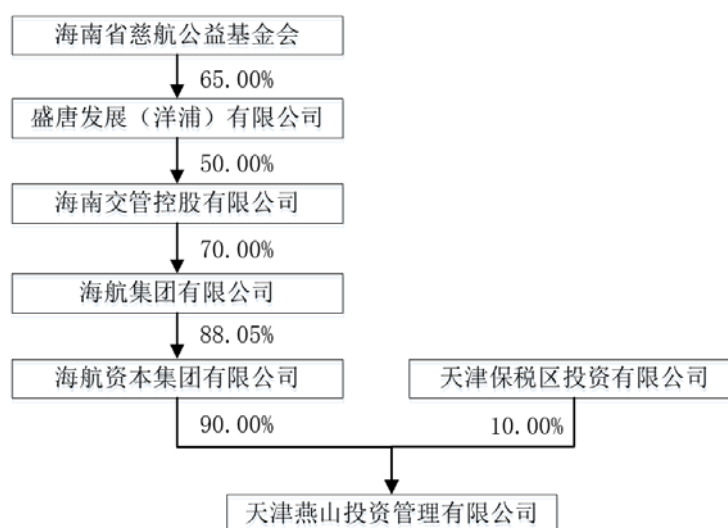 海南省慈航公益基金会
65.00%
盛唐发展（洋浦）有限公司
50.00%
海南交管控股有限公司
70.00%
海航集团有限公司
88.05%
海航资本集团有限公司
天津保税区投资有限公司
90.00%
10.00%
天津燕山投资管理有限公司